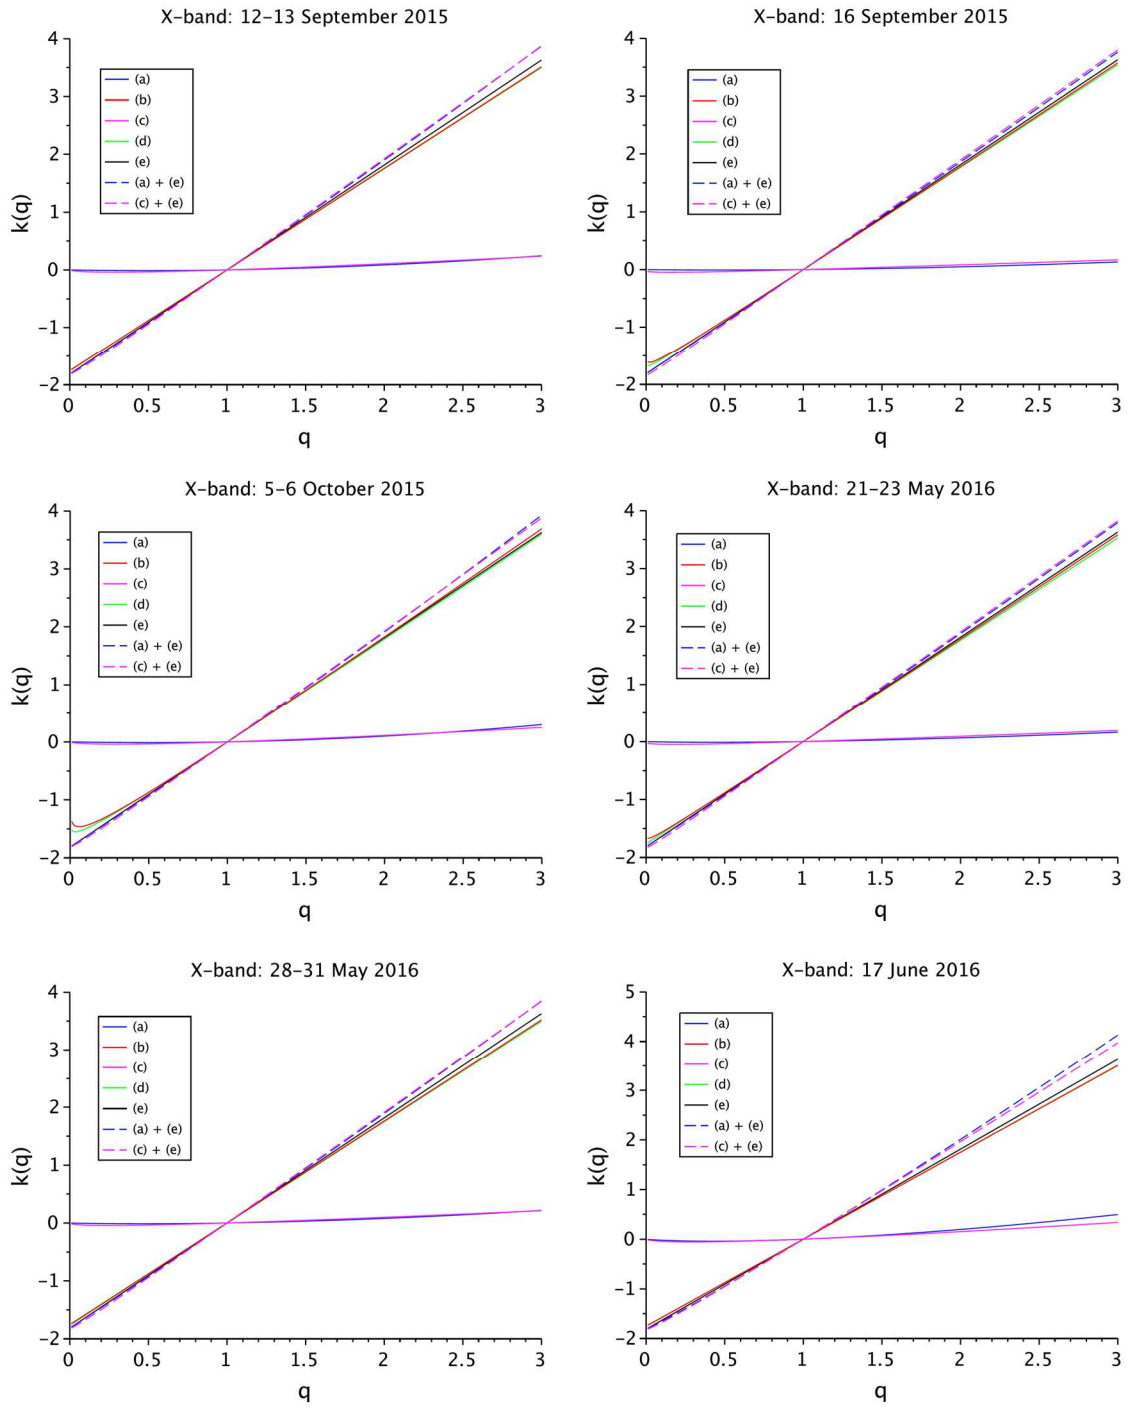 X-band: 12-13 September 2015
k(q)
4
3
2
1
0
-1
-2
(a)
(b)
(c)
(d)
(e)
(a) + (e)
(c) + (e)
0 0.5 1 1.5 2 2.5 3
q
X-band: 16 September 2015
k(q)
4
3
2
1
0
-1
-2
(a)
(b)
(c)
(d)
(e)
(a) + (e)
(c) + (e)
0 0.5 1 1.5 2 2.5 3
q
X-band: 5-6 October 2015
k(q)
4
3
2
1
0
-1
-2
(a)
(b)
(c)
(d)
(e)
(a) + (e)
(c) + (e)
0 0.5 1 1.5 2 2.5 3
q
X-band: 21-23 May 2016
k(q)
4
3
2
1
0
-1
-2
(a)
(b)
(c)
(d)
(e)
(a) + (e)
(c) + (e)
0 0.5 1 1.5 2 2.5 3
q
X-band: 28-31 May 2016
k(q)
4
3
2
1
0
-1
-2
(a)
(b)
(c)
(d)
(e)
(a) + (e)
(c) + (e)
0 0.5 1 1.5 2 2.5 3
q
X-band: 17 June 2016
k(q)
5
4
3
2
1
0
-1
-2
(a)
(b)
(c)
(d)
(e)
(a) + (e)
(c) + (e)
0 0.5 1 1.5 2 2.5 3
q